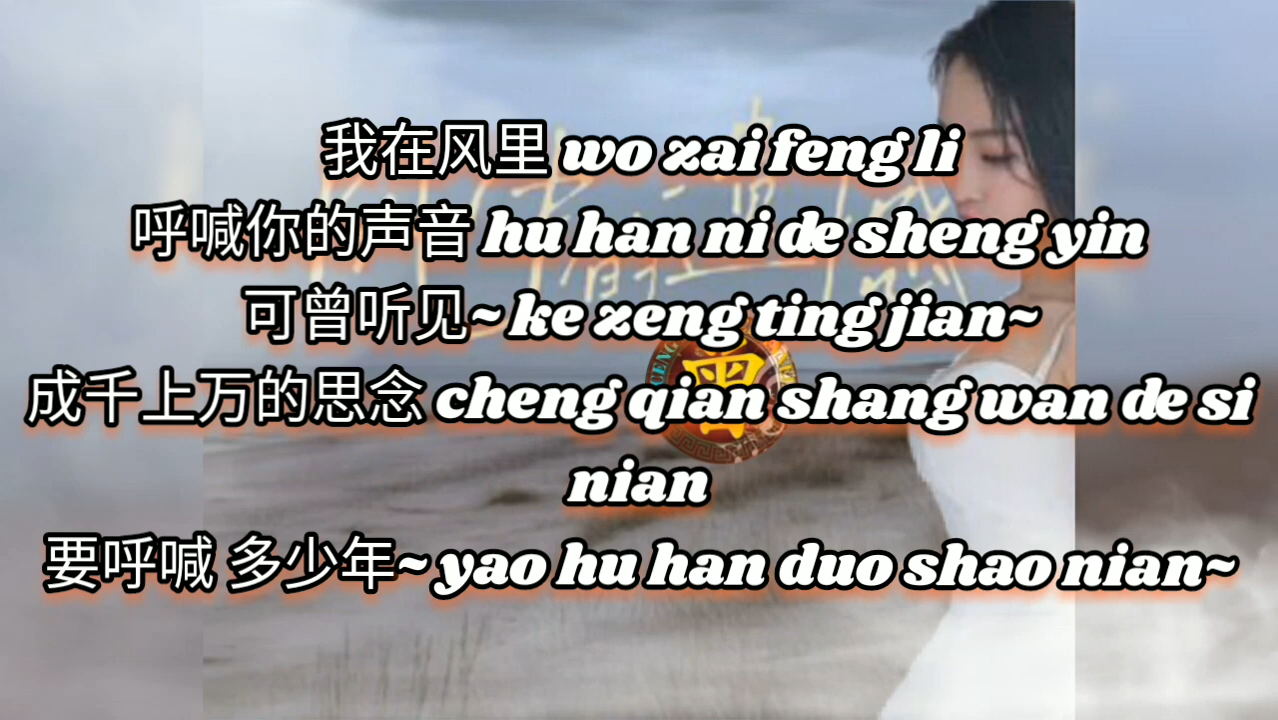 我在风里 wo zai feng li
呼喊你的声音 hu han ni de sheng yin
可曾听见~ ke zeng ting jian~
成千上万的思念 cheng qian shang wan de si
nian
要呼喊 多少年~ yao hu han duo shao nian~